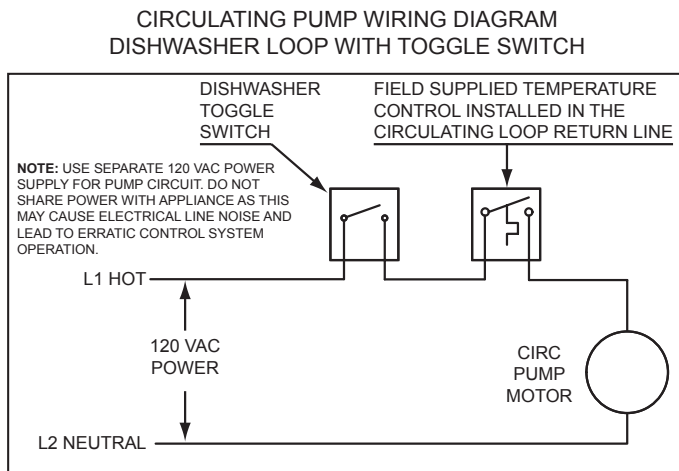 CIRCULATING PUMP WIRING DIAGRAM
DISHWASHER LOOP WITH TOGGLE SWITCH
DISHWASHER
TOGGLE
SWITCH
FIELD SUPPLIED TEMPERATURE
CONTROL INSTALLED IN THE
CIRCULATING LOOP RETURN LINE
NOTE: USE SEPARATE 120 VAC POWER
SUPPLY FOR PUMP CIRCUIT. DO NOT
SHARE POWER WITH APPLIANCE AS THIS
MAY CAUSE ELECTRICAL LINE NOISE AND
LEAD TO ERRATIC CONTROL SYSTEM
OPERATION.
L1 HOT
120 VAC
POWER
CIRC
PUMP
MOTOR
L2 NEUTRAL